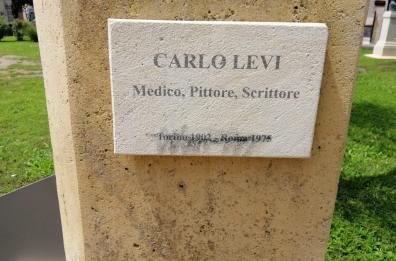 CARLO LEVI
Medico, Pittore, Scrittore
Torino 1902 - Roma 1975